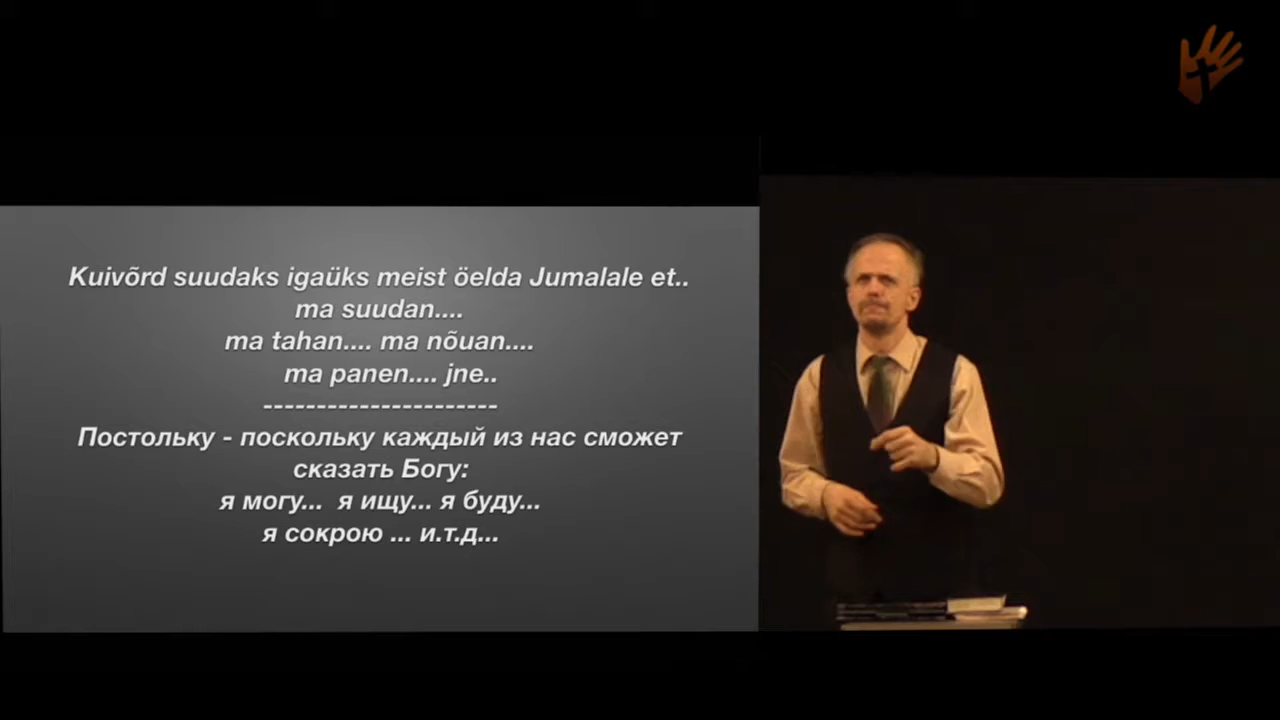 Kuivõrd suudaks igaüks meist öelda Jumalale et..
ma suudan....
ma tahan.... ma nõuan....
ma panen.... jne..
----------------------
Постольку - поскольку каждый из нас сможет
сказать Богу:
я могу... я ищу... я буду...
я сокрою ... и.т.д...